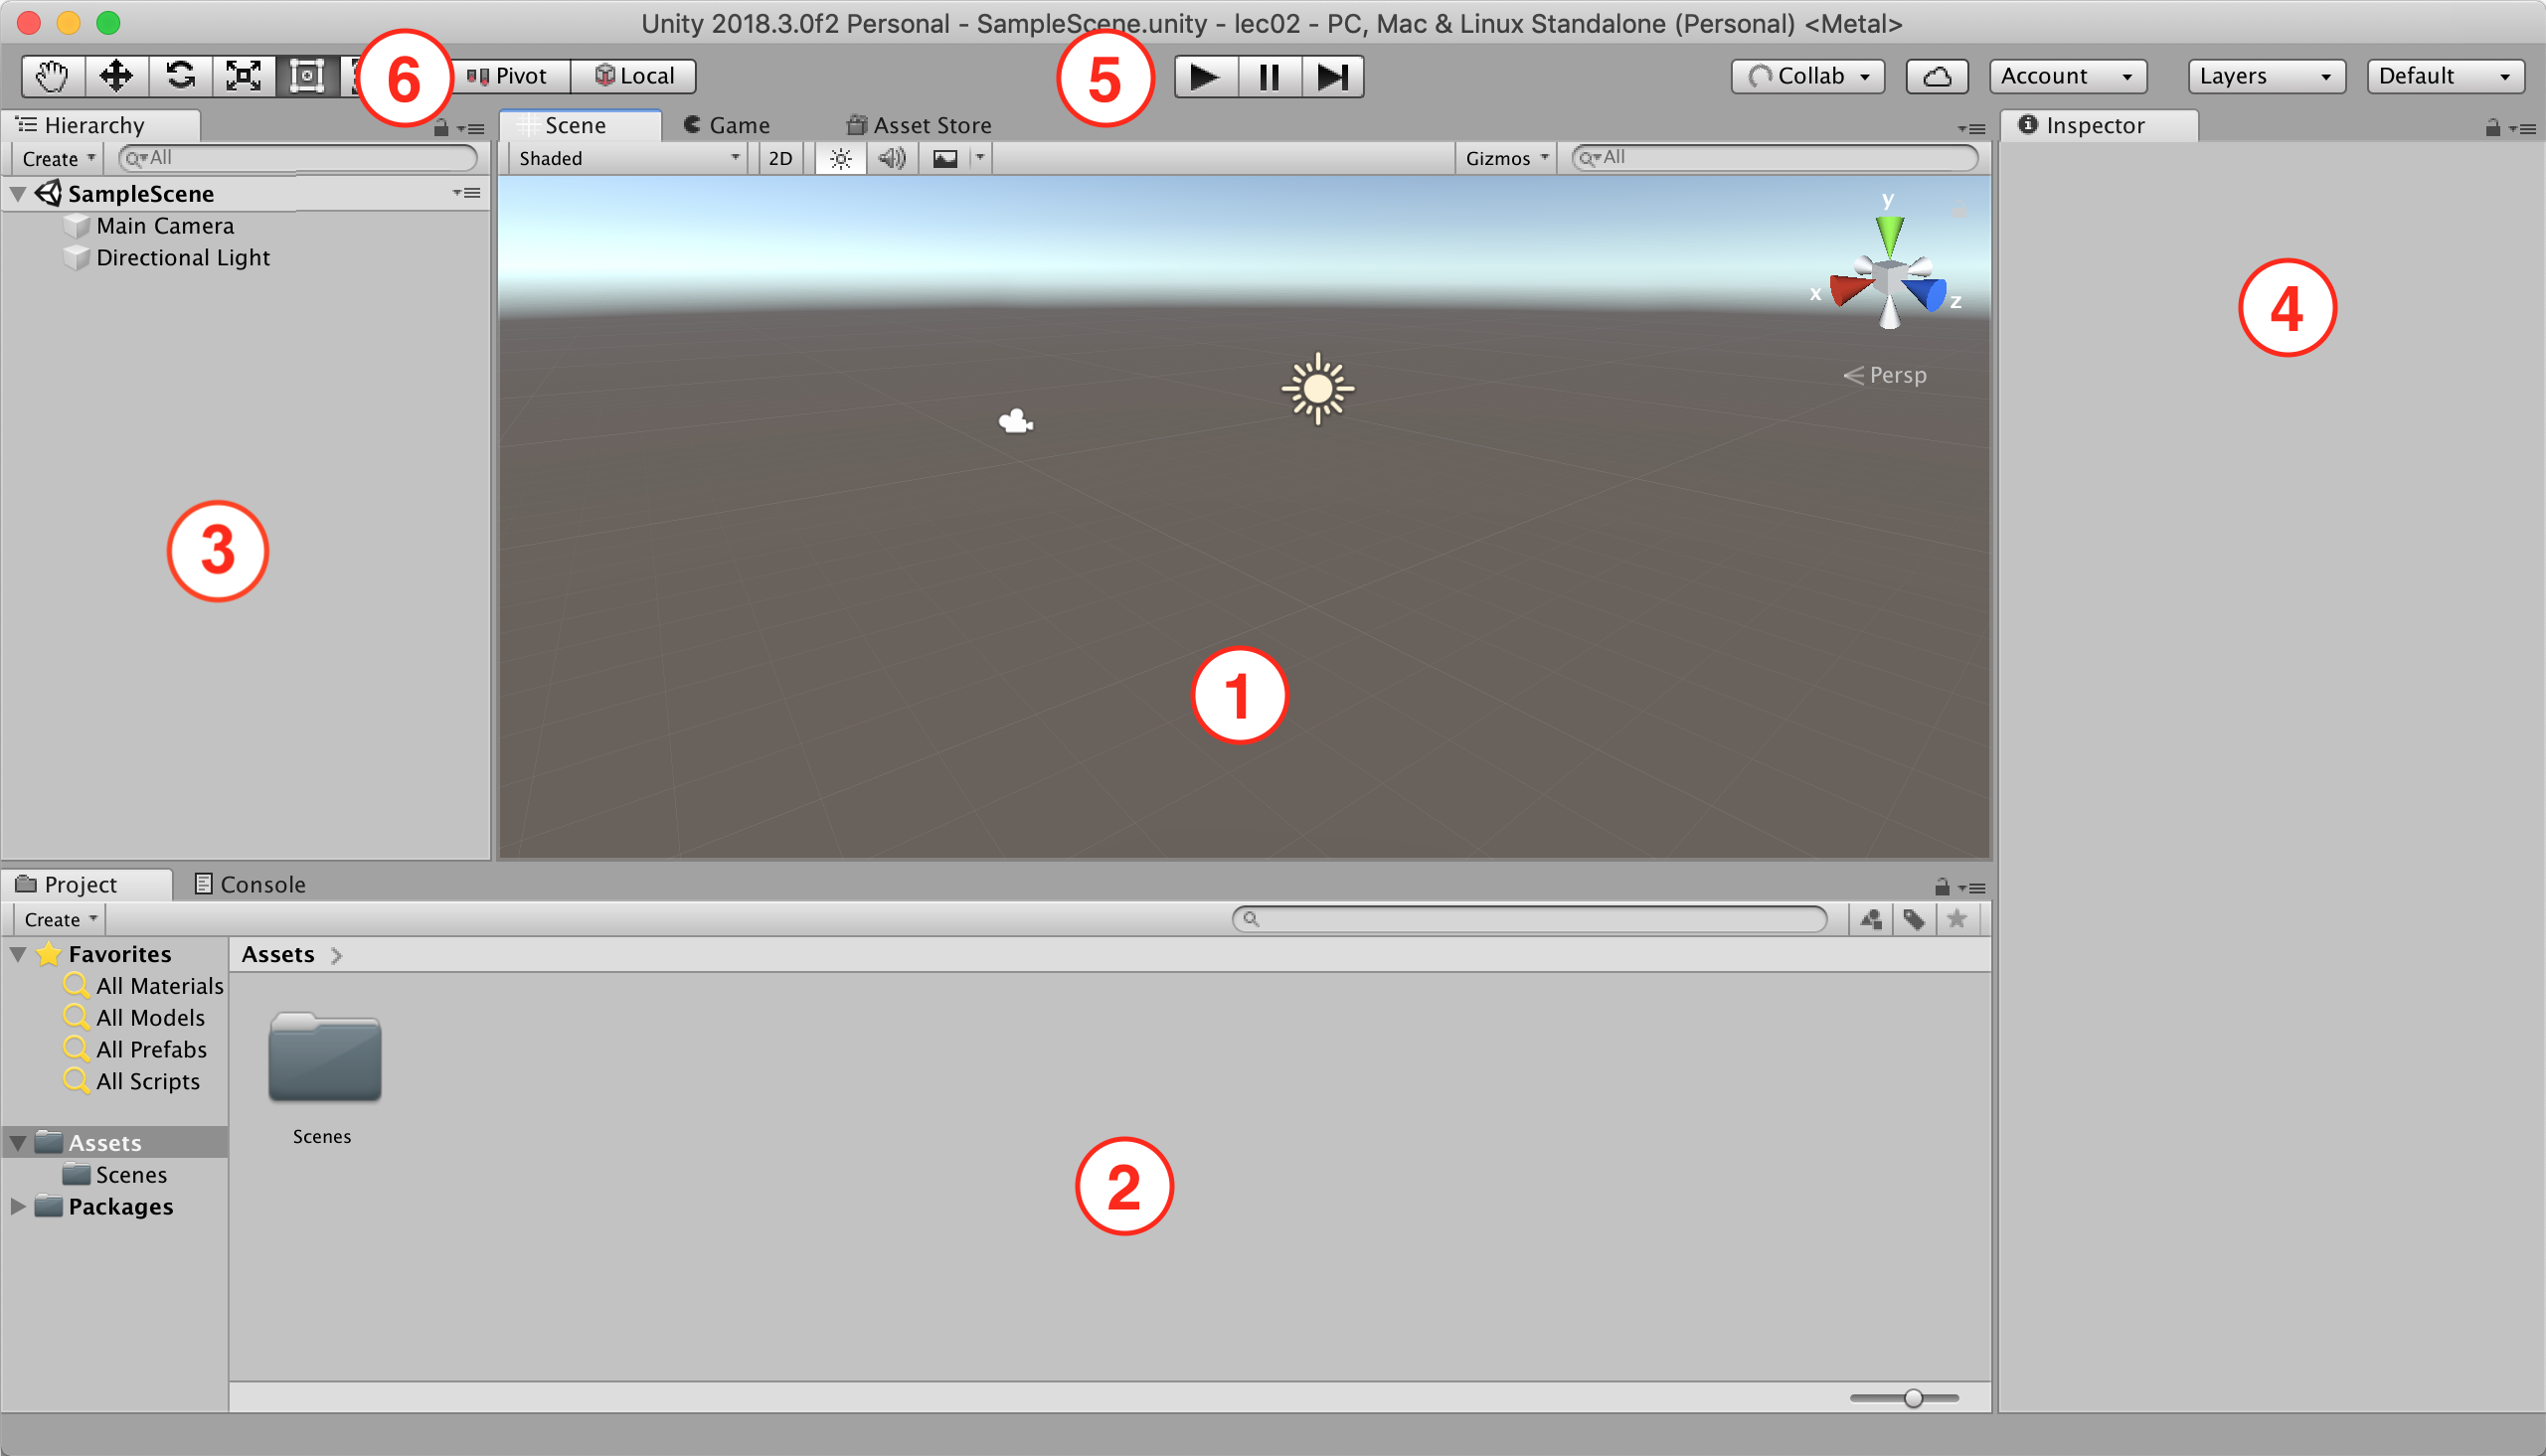 Unity 2018.3.0f2 Personal - SampleScene.unity - lec02 - PC, Mac & Linux Standalone (Personal) <Metal>
6 Pivot Local 5 Collab Account Layers Default
Hierarchy Scene Game Asset Store Inspector
Create All Shaded 2D Gizmos All
SampleScene
Main Camera
Directional Light
y
x z
Persp
4
3
1
Project Console
Create
Favorites Assets
All Materials
All Models
All Prefabs
All Scripts
Scenes
Assets
Scenes
Packages
2